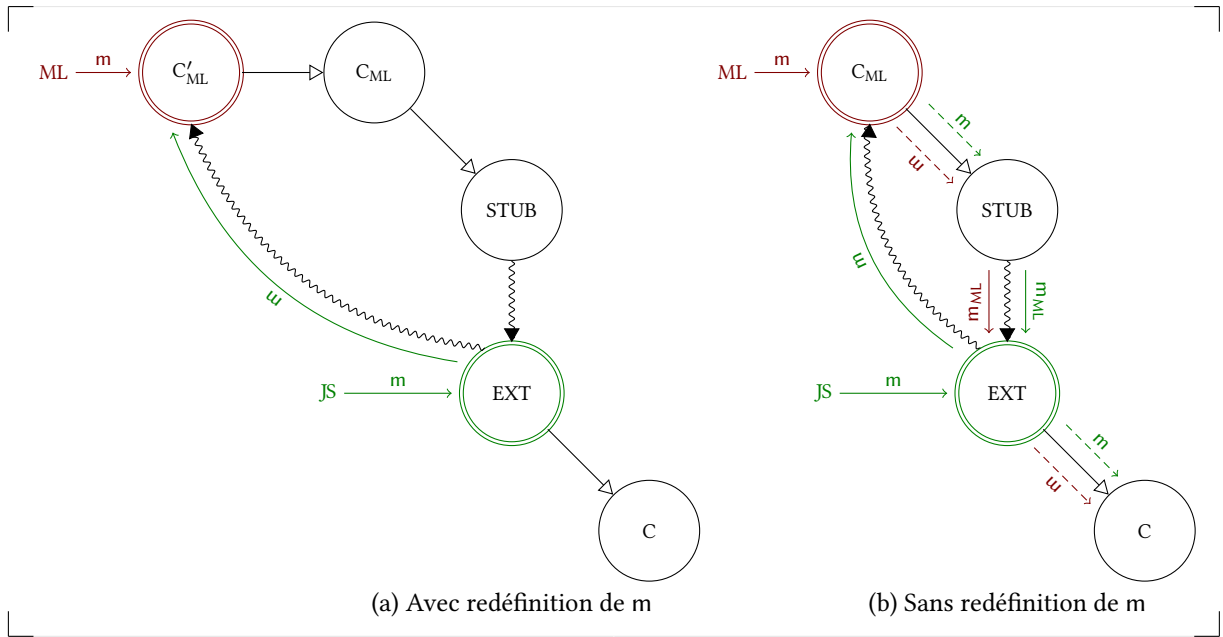 ML m C′ML CML
m
STUB
JS m EXT
C
(a) Avec redéfinition de m
ML m CML
m
m
STUB
m
mML
mML
JS m EXT
m
m
C
(b) Sans redéfinition de m